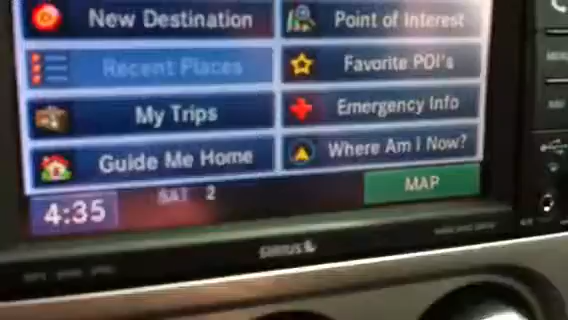 New Destination
Point of Interest
Recent Places
Favorite POI's
My Trips
Emergency Info
Guide Me Home
Where Am I Now?
4:35
SAT 2
MAP
SIRIUS